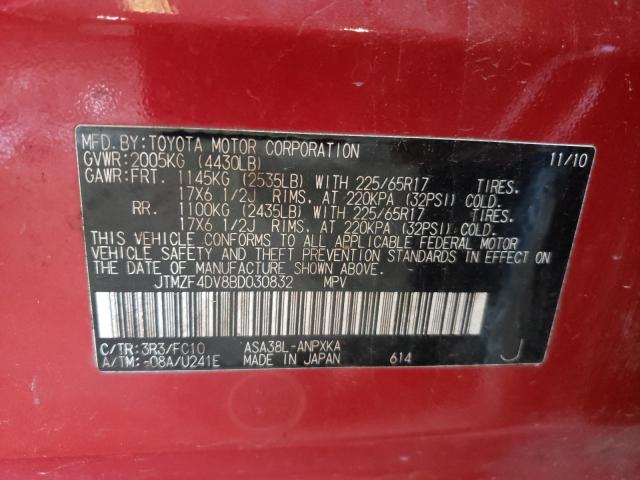 MFD.BY: TOYOTA MOTOR CORPORATION 11/10
GVWR: 2005KG (4430LB)
GAWR: FRT. 1145KG (2535LB) WITH 225/65R17 TIRES.
17X6 1/2J RIMS, AT 220KPA (32PSI) COLD.
RR. 1100KG (2435LB) WITH 225/65R17 TIRES.
17X6 1/2J RIMS, AT 220KPA (32PSI) COLD.
THIS VEHICLE CONFORMS TO ALL APPLICABLE FEDERAL MOTOR
VEHICLE SAFETY AND THEFT PREVENTION STANDARDS IN EFFECT ON
THE DATE OF MANUFACTURE SHOWN ABOVE.
JTMZF4DV8BD030832 MPV
C/TR: 3R3/FC10 ASA38L-ANPXKA
A/TM: -08A/U241E MADE IN JAPAN 614 J